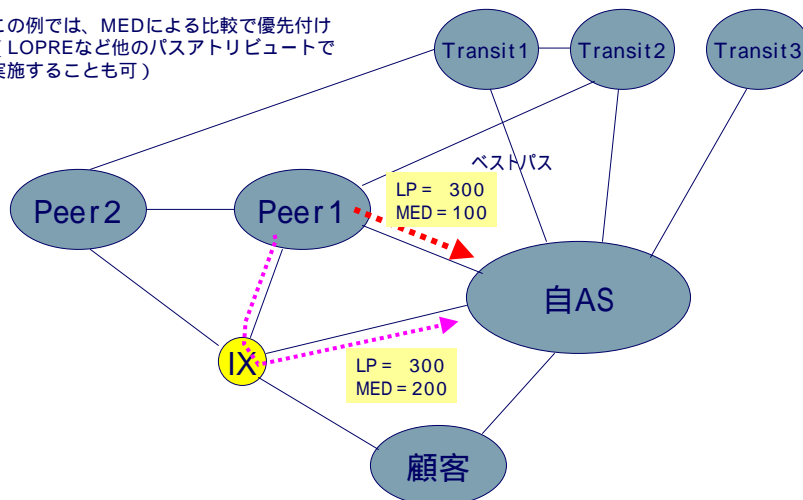 この例では、MEDによる比較で優先付け
LOPREなど他のパスアトリビュートで
実施することも可）
Transit1
Transit2
Transit3
ベストパス
LP = 300
MED = 100
Peer2
Peer1
自AS
IX
LP = 300
MED = 200
顧客